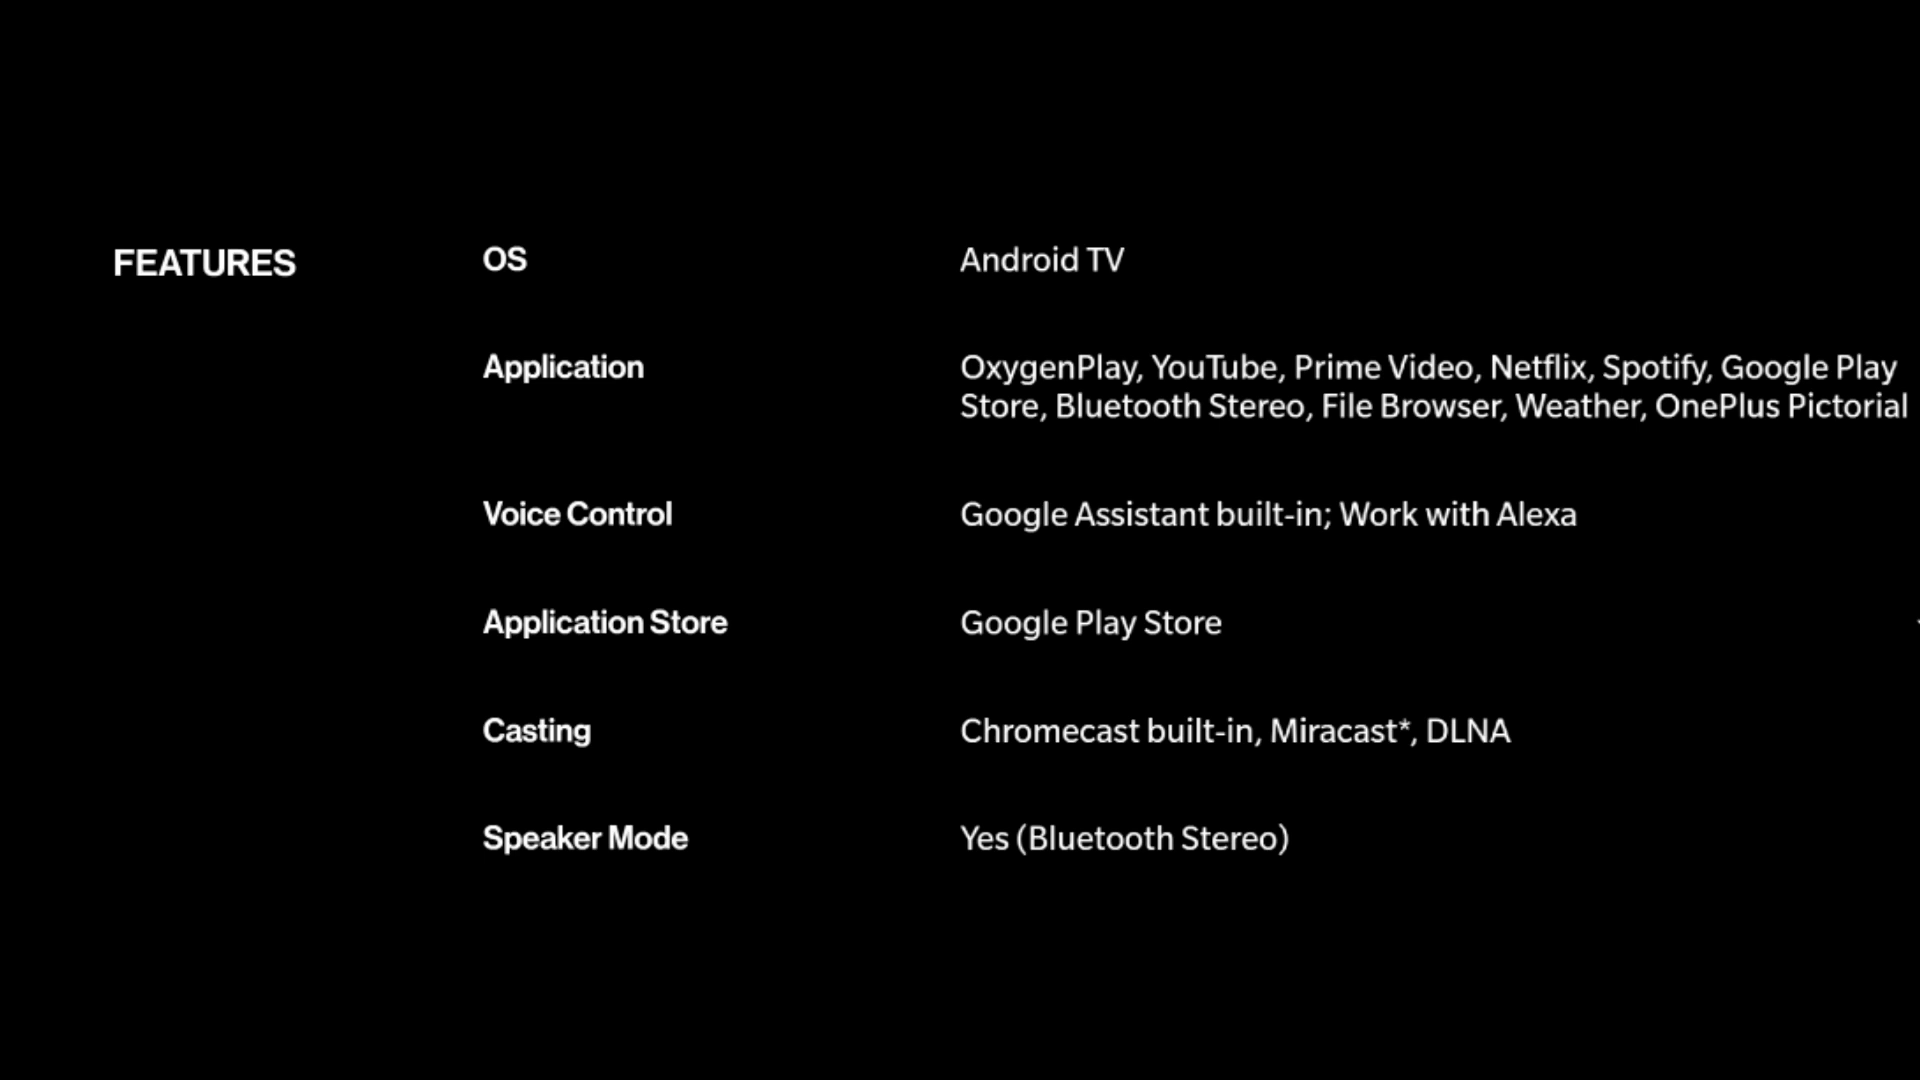 FEATURES
OS
Android TV
Application
OxygenPlay, YouTube, Prime Video, Netflix, Spotify, Google Play
Store, Bluetooth Stereo, File Browser, Weather, OnePlus Pictorial
Voice Control
Google Assistant built-in; Work with Alexa
Application Store
Google Play Store
Casting
Chromecast built-in, Miracast*, DLNA
Speaker Mode
Yes (Bluetooth Stereo)